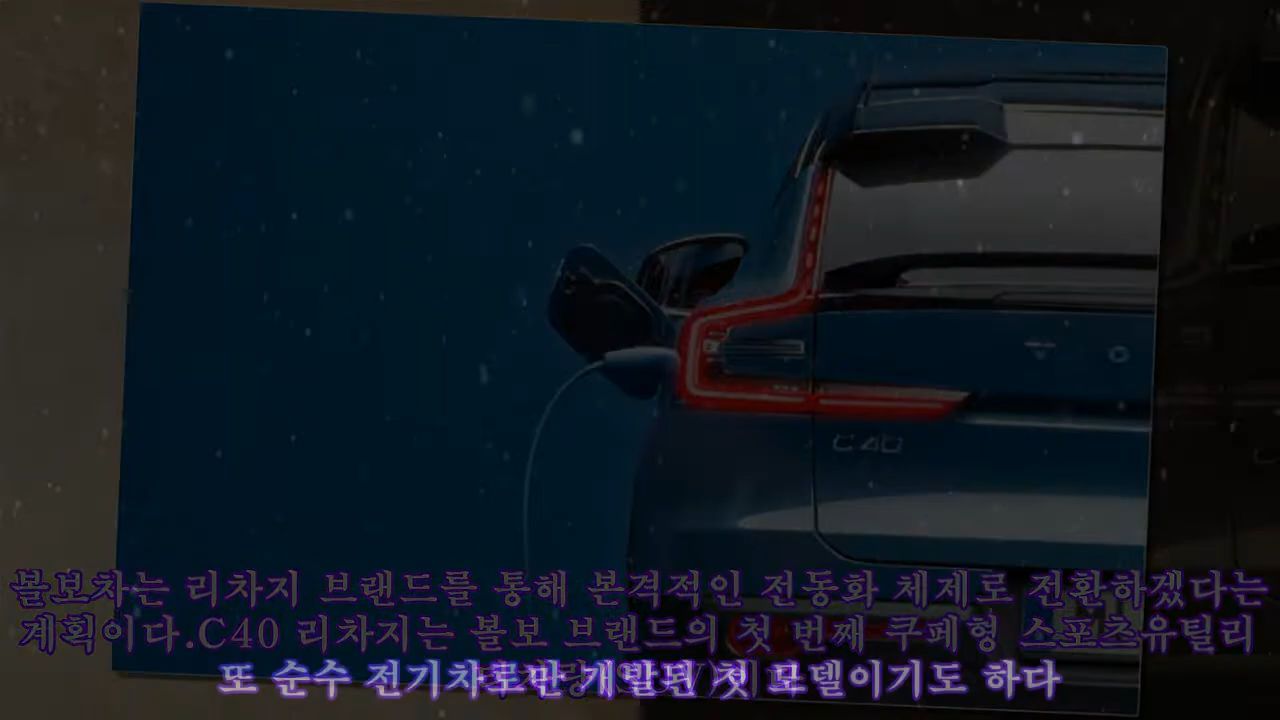 C40
볼보차는 리차지 브랜드를 통해 본격적인 전동화 체제로 전환하겠다는
계획이다.C40 리차지는 볼보 브랜드의 첫 번째 쿠페형 스포츠유틸리
또 순수 전기차로만 개발된 첫 모델이기도 하다